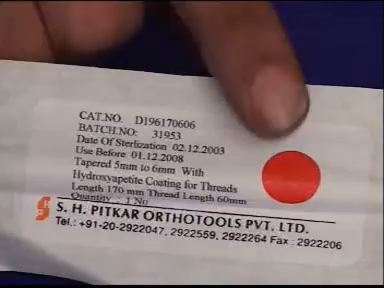 CAT.NO. D196170606
BATCH.NO: 31953
Date Of Sterlization 02.12.2003
Use Before 01.12.2008
Tapered 5mm to 6mm With
Hydroxyapetite Coating for Threads
Length 170 mm Thread Length 60mm
Quantity : 1 No
S. H. PITKAR ORTHOTOOLS PVT. LTD.
Tel.: +91-20-2922047, 2922559, 2922264 Fax : 2922206